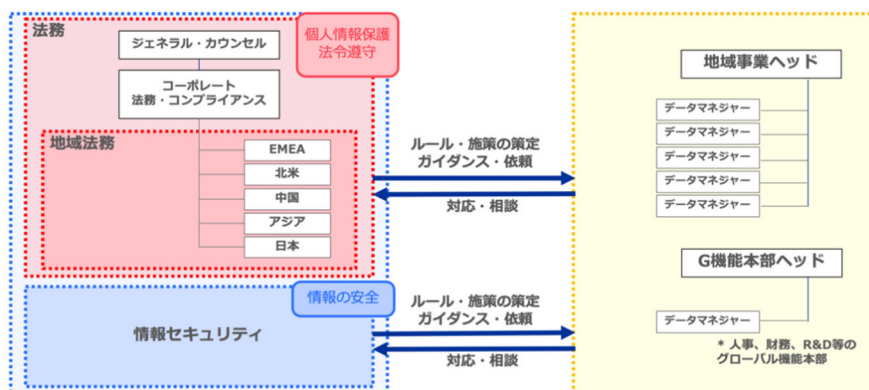 法務
ジェネラル・カウンセル
個人情報保護
法令遵守
コーポレート
法務・コンプライアンス
地域法務
EMEA
北米
中国
アジア
日本
情報の安全
情報セキュリティ
ルール・施策の策定
ガイダンス・依頼
対応・相談
ルール・施策の策定
ガイダンス・依頼
対応・相談
地域事業ヘッド
データマネジャー
データマネジャー
データマネジャー
データマネジャー
データマネジャー
G機能本部ヘッド
データマネジャー
* 人事、財務、R&D等の
グローバル機能本部